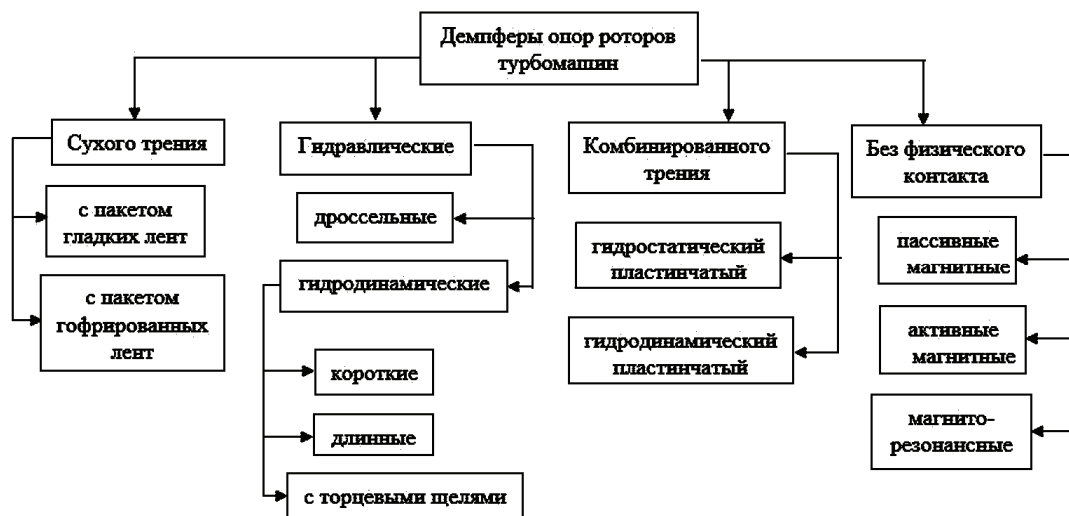 Демпферы опор роторов
турбомашин
Сухого трения
с пакетом
гладких лент
с пакетом
гофрированных
лент
Гидравлические
дроссельные
гидродинамические
короткие
длинные
с торцевыми щелями
Комбинированного
трения
гидростатический
пластинчатый
гидродинамический
пластинчатый
Без физического
контакта
пассивные
магнитные
активные
магнитные
магнито-
резонансные